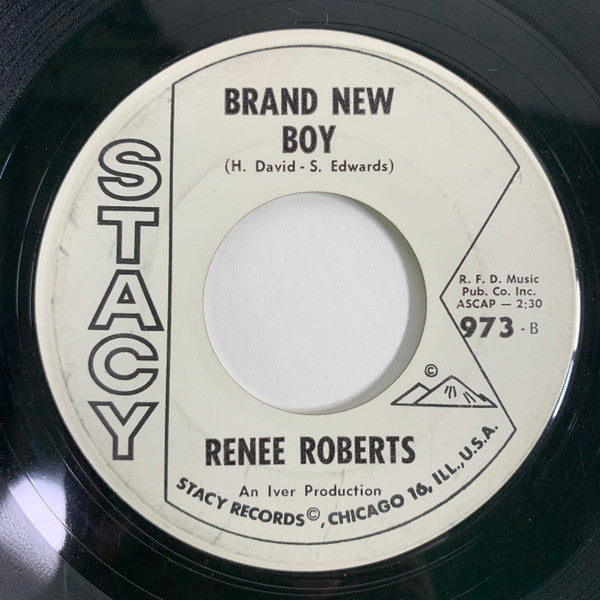 STACY
BRAND NEW
BOY
(H. David - S. Edwards)
R. F. D. Music
Pub. Co. Inc.
ASCAP — 2:30
973 - B
©
RENEE ROBERTS
An Iver Production
STACY RECORDS©, CHICAGO 16, ILL., U.S.A.